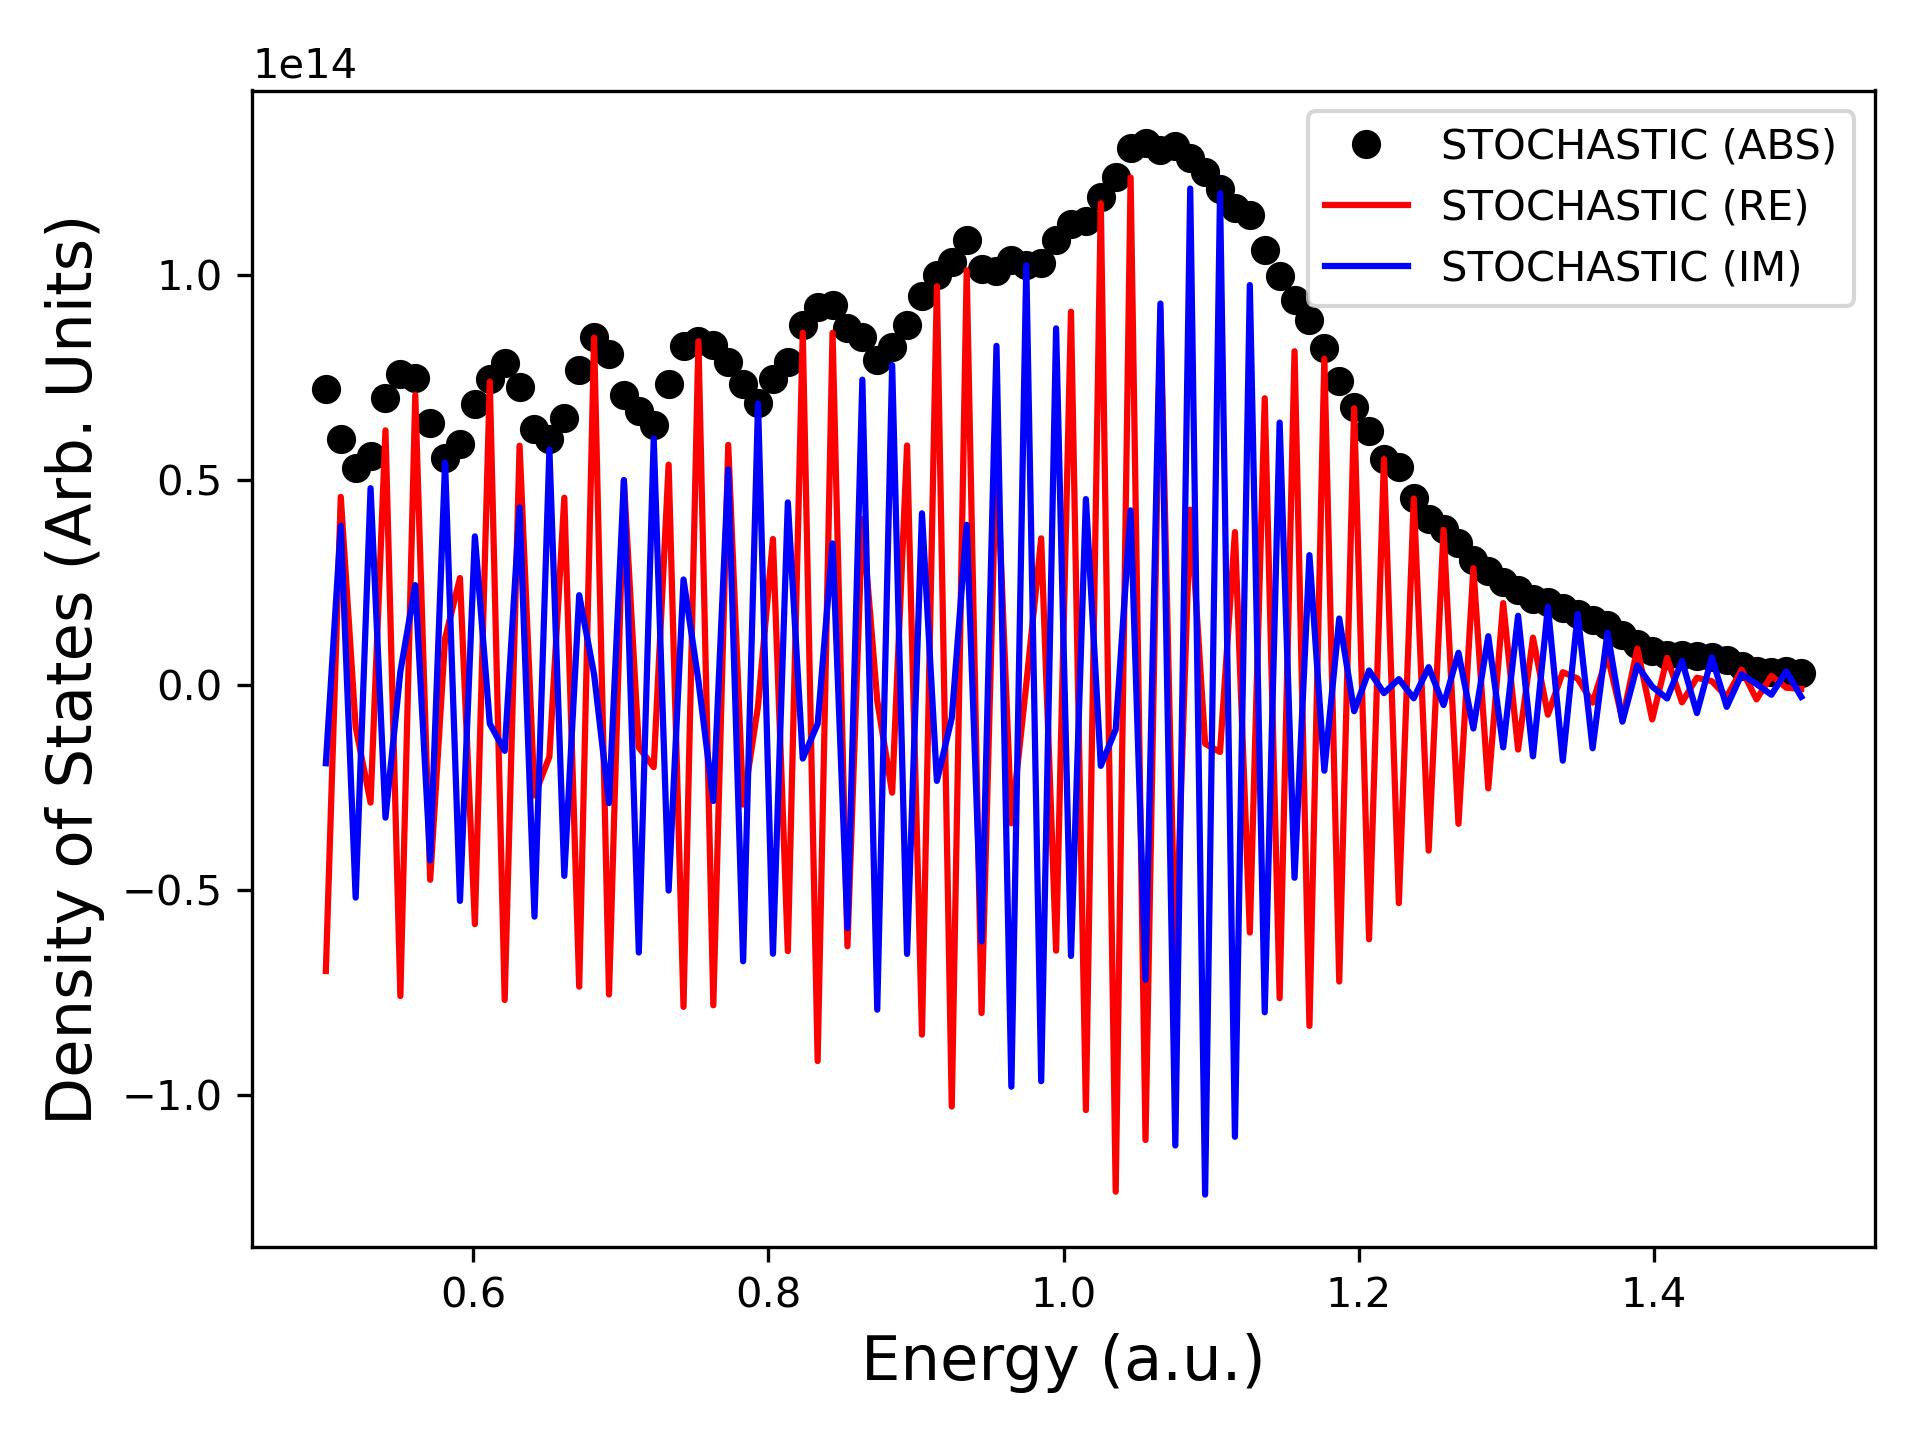 1e14
STOCHASTIC (ABS)
STOCHASTIC (RE)
STOCHASTIC (IM)
Density of States (Arb. Units)
1.0
0.5
0.0
−0.5
−1.0
0.6 0.8 1.0 1.2 1.4
Energy (a.u.)